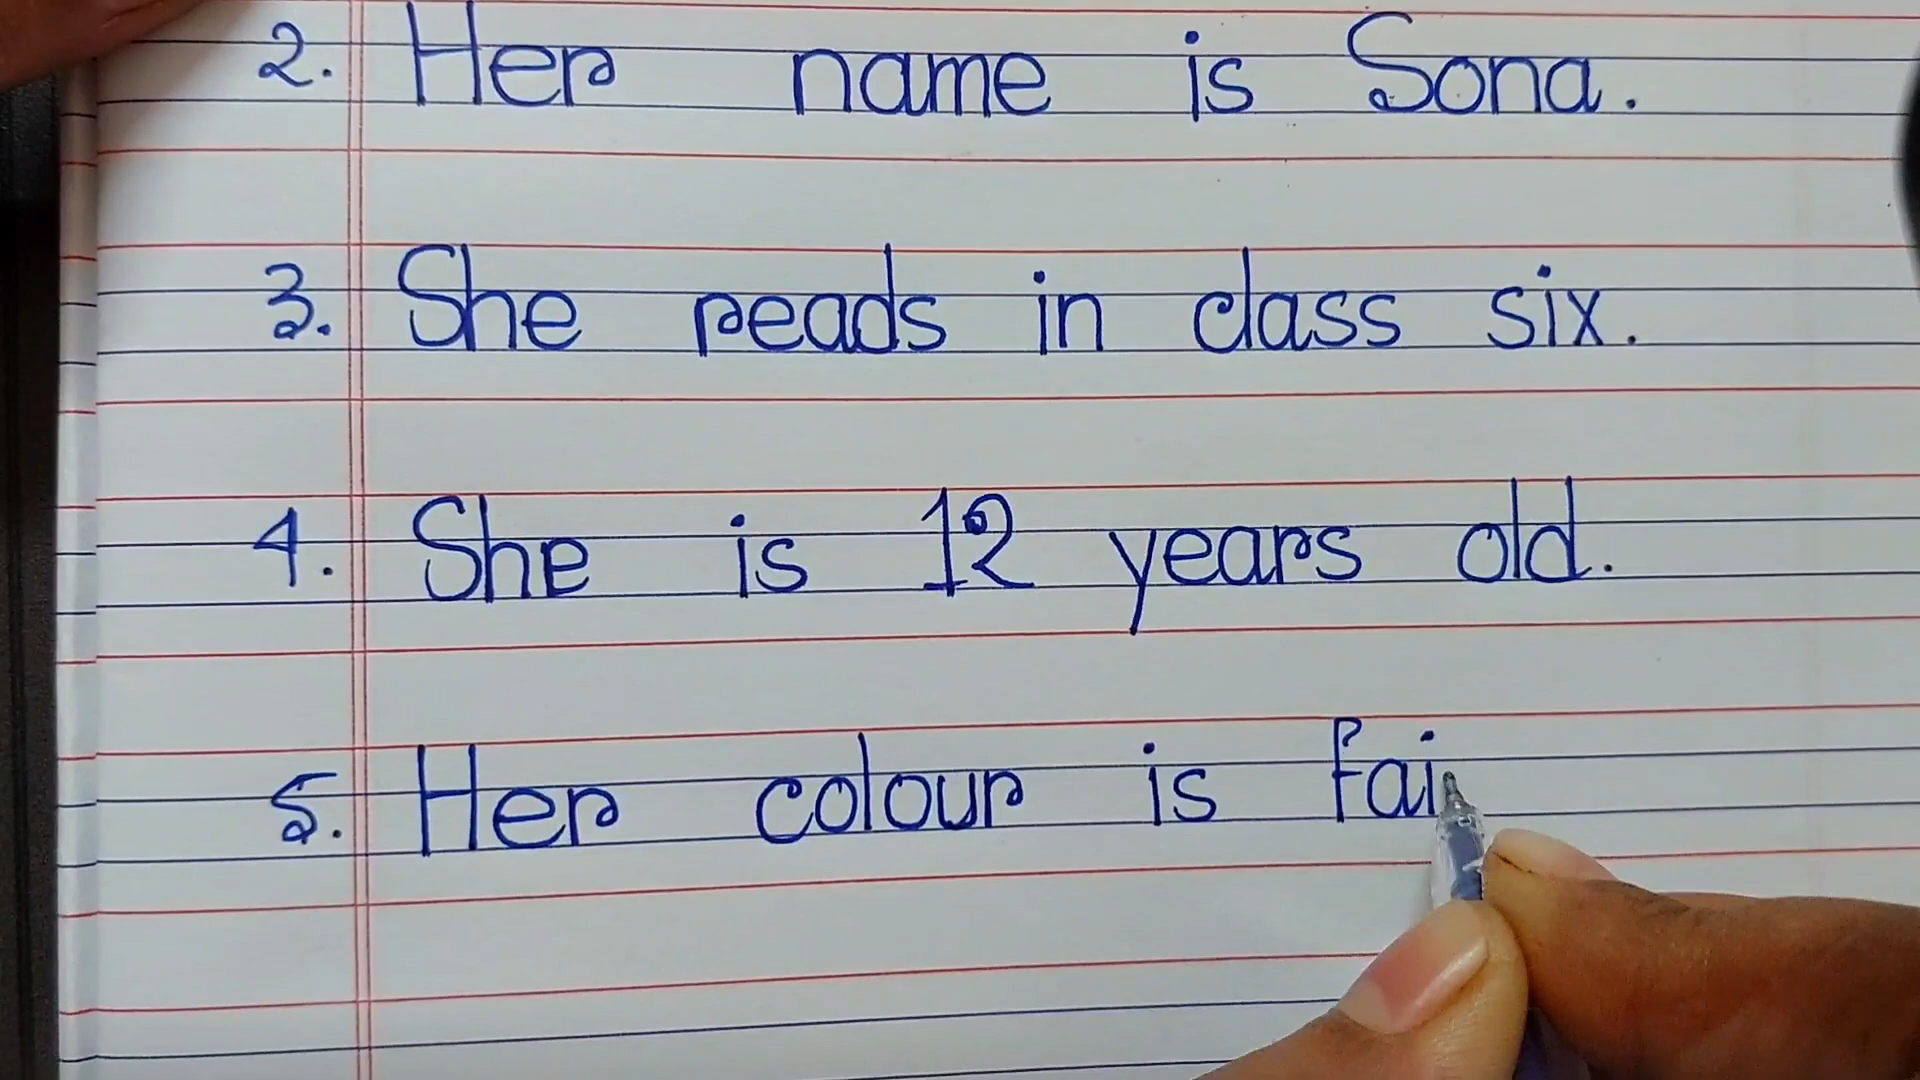 2. Her name is Sona.
3. She reads in class six.
4. She is 12 years old.
5. Her colour is fai